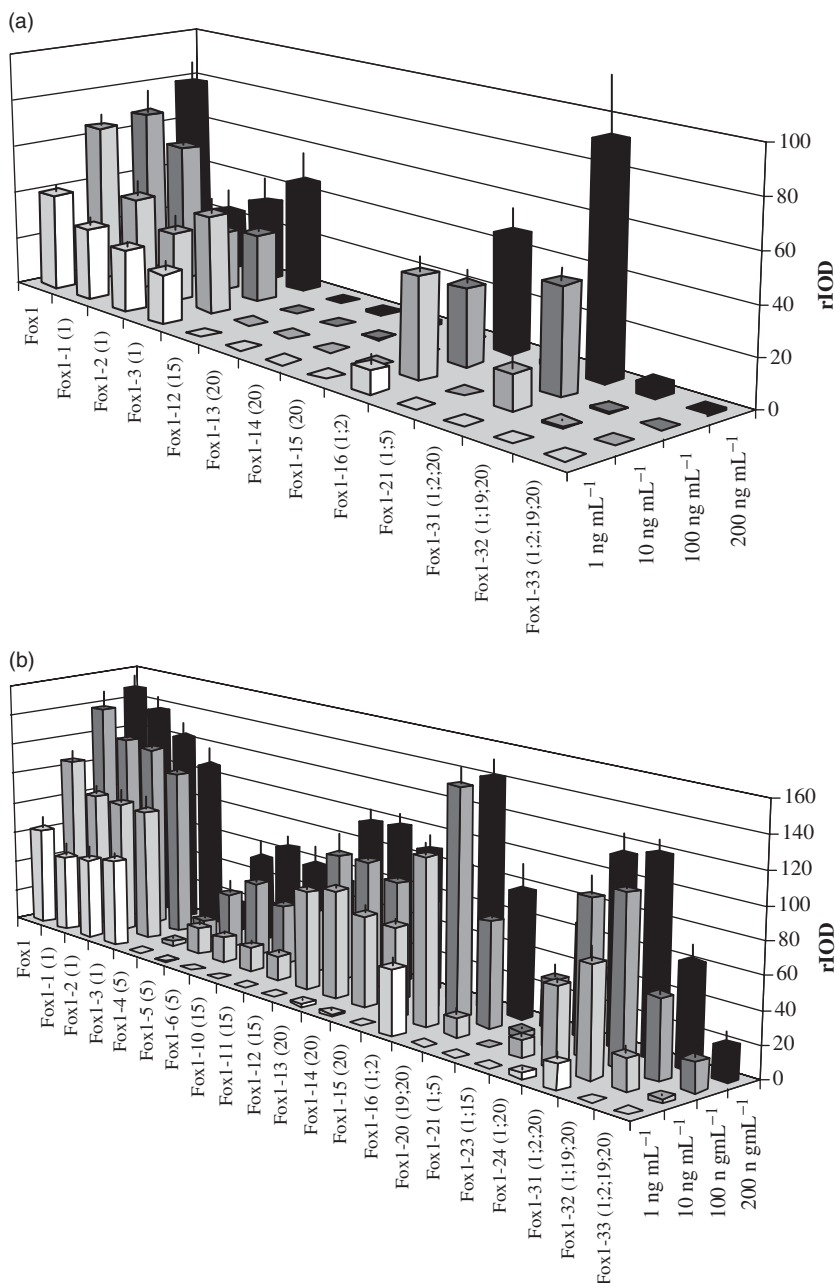 (a)
100
80
60
40
20
0
rIOD
Fox1
Fox1-1 (1)
Fox1-2 (1)
Fox1-3 (1)
Fox1-12 (15)
Fox1-13 (20)
Fox1-14 (20)
Fox1-15 (20)
Fox1-16 (1;2)
Fox1-21 (1;5)
Fox1-31 (1;2;20)
Fox1-32 (1;19;20)
Fox1-33 (1;2;19;20)
1 ng mL⁻¹
10 ng mL⁻¹
100 ng mL⁻¹
200 ng mL⁻¹
(b)
160
140
120
100
80
60
40
20
0
rIOD
Fox1
Fox1-1 (1)
Fox1-2 (1)
Fox1-3 (1)
Fox1-4 (5)
Fox1-5 (5)
Fox1-6 (5)
Fox1-10 (15)
Fox1-11 (15)
Fox1-12 (15)
Fox1-13 (20)
Fox1-14 (20)
Fox1-15 (20)
Fox1-16 (1;2)
Fox1-20 (19;20)
Fox1-21 (1;5)
Fox1-23 (1;15)
Fox1-24 (1;20)
Fox1-31 (1;2;20)
Fox1-32 (1;19;20)
Fox1-33 (1;2;19;20)
1 ng mL⁻¹
10 ng mL⁻¹
100 n gmL⁻¹
200 n gmL⁻¹